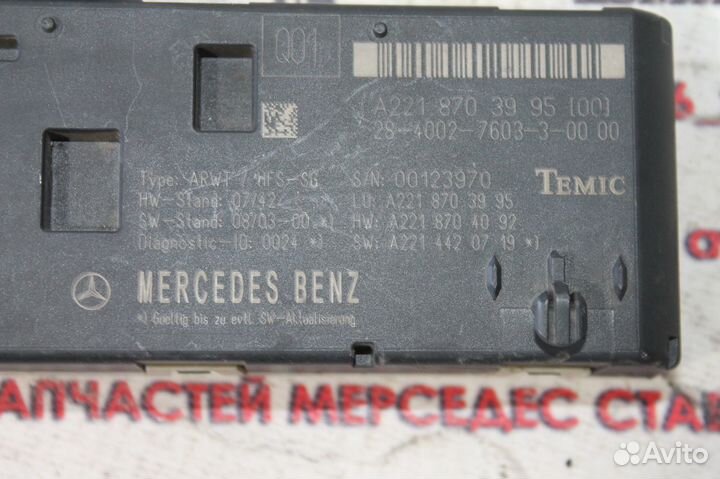 Q01
[A221 870 39 95 [00]
28-4002-7603-3-00 00
Type: ARWT / HFS-SG S/N: 00123970
HW-Stand: 07/42 LU: A221 870 39 95
SW-Stand: 08/03-00 *) HW: A221 870 40 92
Diagnostic-ID: 0024 *) SW: A221 442 07 19 *)
TEMIC
MERCEDES BENZ
*) Gueltig bis zu evtl. SW-Aktualisierung
АПЧАСТЕЙ МЕРСЕДЕС СТАВ
Avito